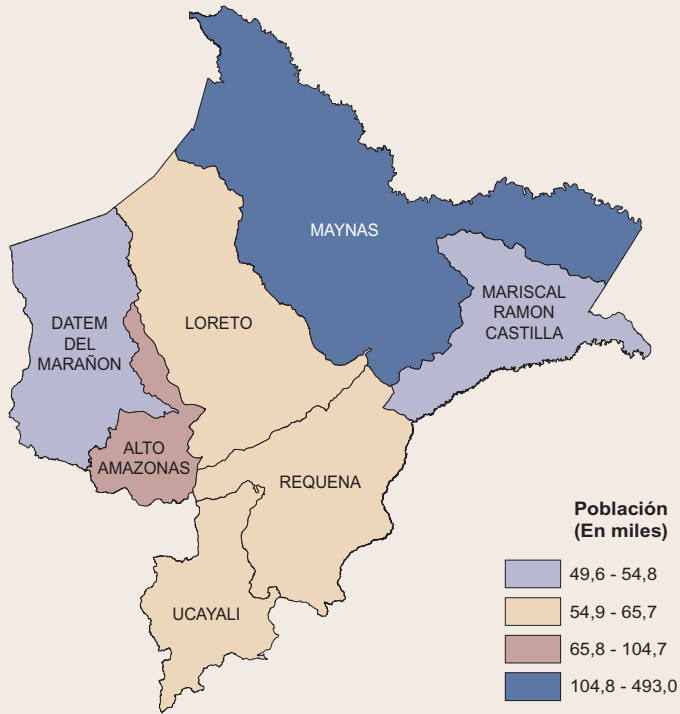 MAYNAS
MARISCAL
RAMON
CASTILLA
LORETO
DATEM
DEL
MARAÑON
ALTO
AMAZONAS
REQUENA
UCAYALI
Población
(En miles)
49,6 - 54,8
54,9 - 65,7
65,8 - 104,7
104,8 - 493,0